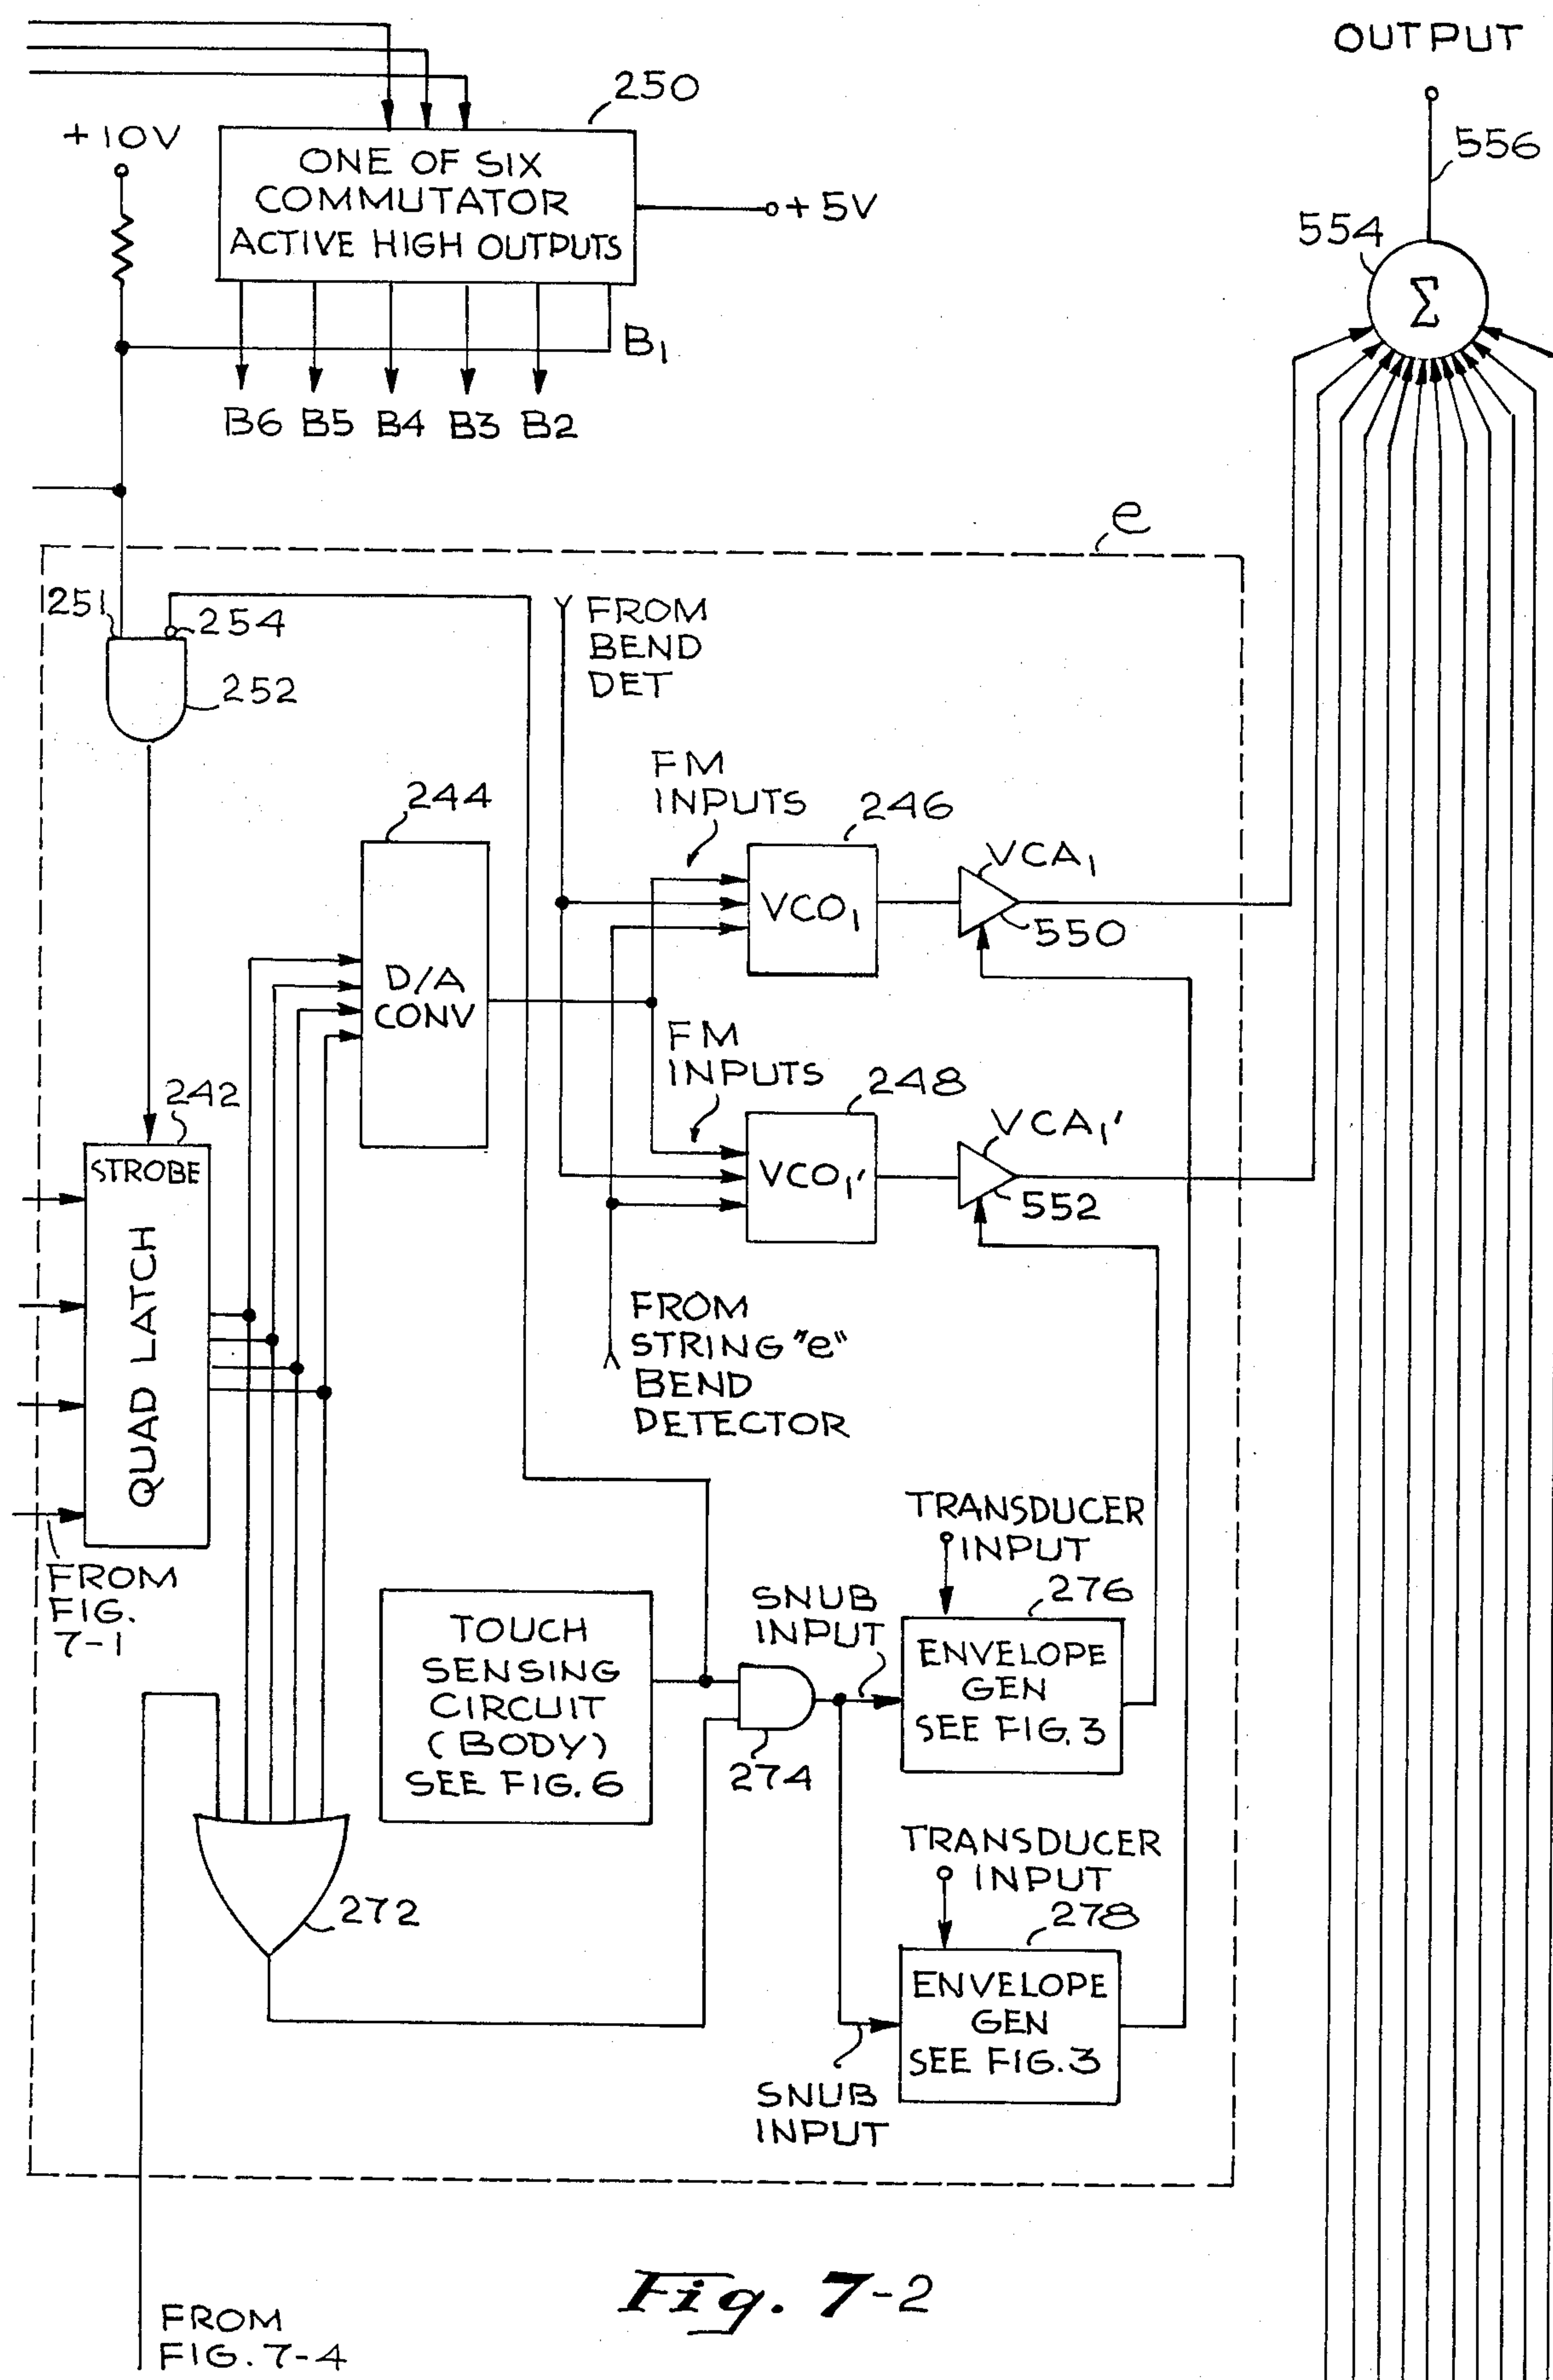 OUTPUT
250
+10V
ONE OF SIX
COMMUTATOR
ACTIVE HIGH OUTPUTS
+5V
556
554
Σ
B1
B6 B5 B4 B3 B2
e
251
254
252
FROM
BEND
DET
FM
INPUTS
244
246
VCA1
VCO1
550
D/A
CONV
FM
INPUTS
248
242
VCA1'
STROBE
VCO1'
552
QUAD LATCH
FROM
STRING "e"
BEND
DETECTOR
TRANSDUCER
INPUT
FROM
FIG.
7-1
276
SNUB
INPUT
TOUCH
SENSING
CIRCUIT
(BODY)
SEE FIG. 6
ENVELOPE
GEN
SEE FIG. 3
274
TRANSDUCER
INPUT
272
278
ENVELOPE
GEN
SEE FIG. 3
SNUB
INPUT
Fig. 7-2
FROM
FIG. 7-4